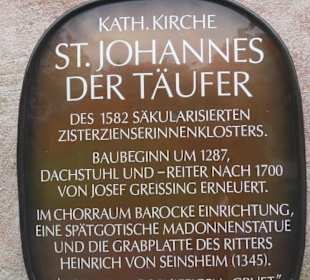 KATH. KIRCHE
ST. JOHANNES
DER TÄUFER
DES 1582 SÄKULARISIERTEN
ZISTERZIENSERINNENKLOSTERS.
BAUBEGINN UM 1287,
DACHSTUHL UND –REITER NACH 1700
VON JOSEF GREISSING ERNEUERT.
IM CHORRAUM BAROCKE EINRICHTUNG,
EINE SPÄTGOTISCHE MADONNENSTATUE
UND DIE GRABPLATTE DES RITTERS
HEINRICH VON SEINSHEIM (1345).